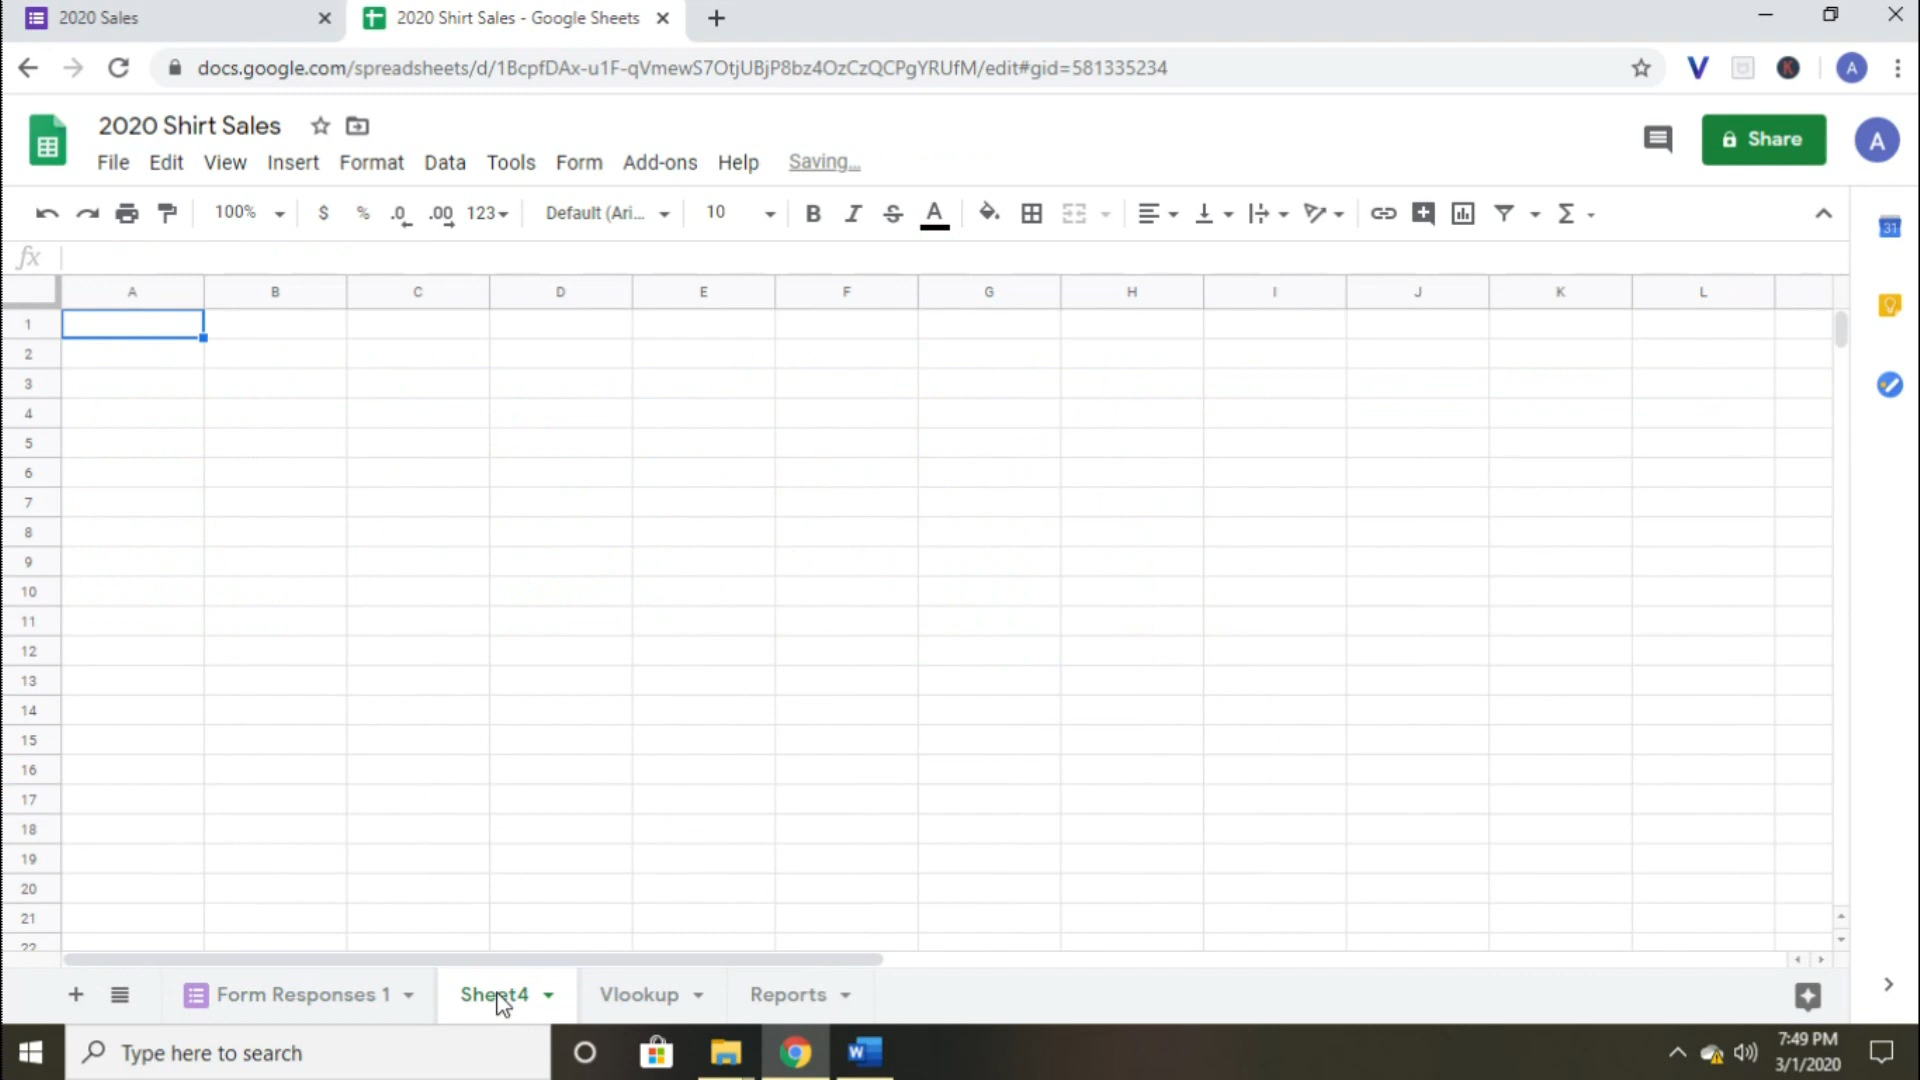 2020 Sales
2020 Shirt Sales - Google Sheets
docs.google.com/spreadsheets/d/1BcpfDAx-u1F-qVmewS7OtjUBjP8bz4OzCzQCPgYRUfM/edit#gid=581335234
V K A
2020 Shirt Sales
Share
A
File Edit View Insert Format Data Tools Form Add-ons Help Saving...
100% $ % .0 .00 123 Default (Ari... 10 B I S A Σ
31
fx
A B C D E F G H I J K L
1
2
3
4
5
6
7
8
9
10
11
12
13
14
15
16
17
18
19
20
21
22
Form Responses 1 Sheet4 Vlookup Reports
Type here to search
W
7:49 PM
3/1/2020